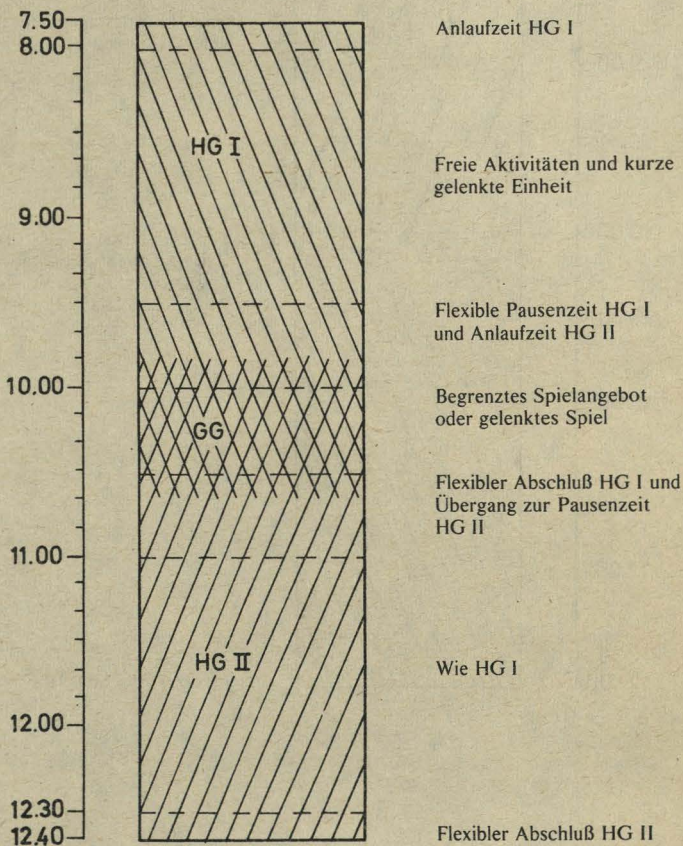 7.50
Anlaufzeit HG I
8.00
HG I
Freie Aktivitäten und kurze
gelenkte Einheit
9.00
Flexible Pausenzeit HG I
und Anlaufzeit HG II
10.00
Begrenztes Spielangebot
oder gelenktes Spiel
GG
Flexibler Abschluß HG I und
Übergang zur Pausenzeit
HG II
11.00
HG II
Wie HG I
12.00
12.30
12.40
Flexibler Abschluß HG II